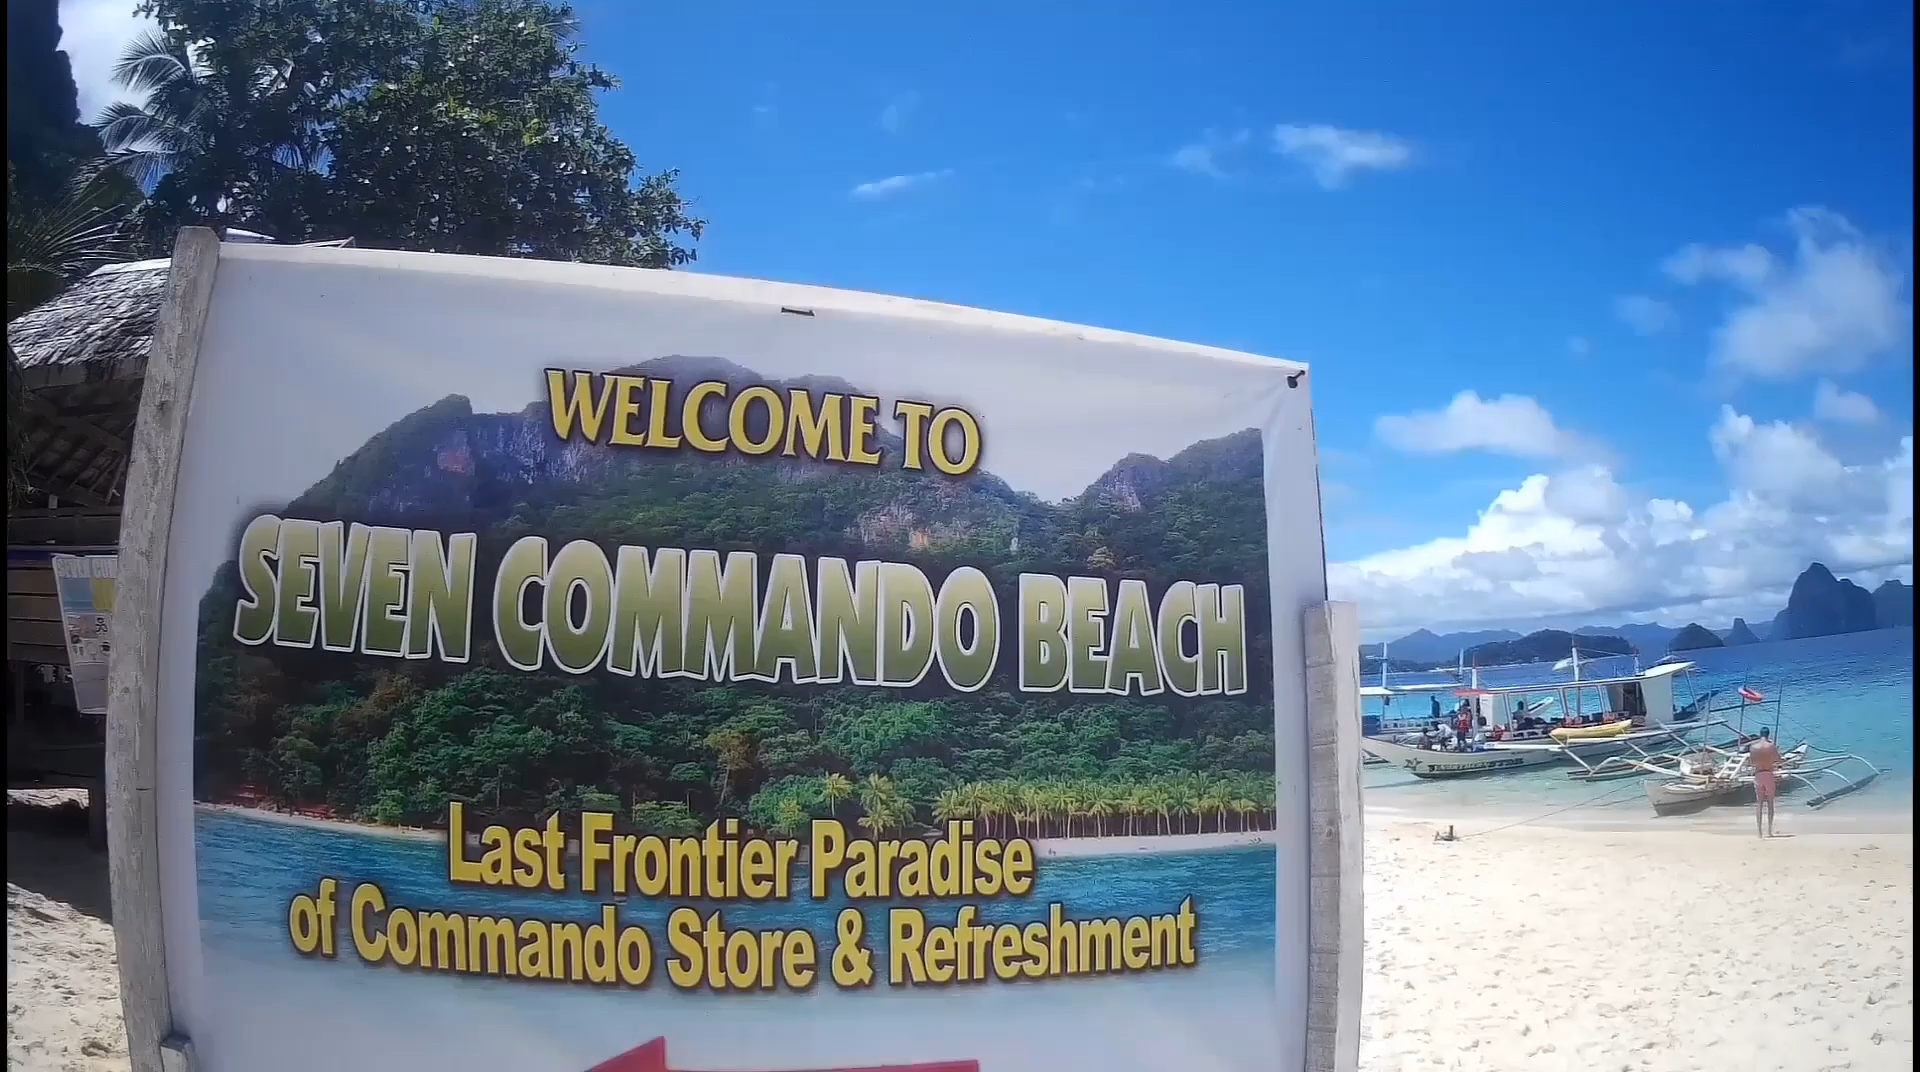 WELCOME TO
SEVEN COMMANDO BEACH
Last Frontier Paradise
of Commando Store & Refreshment